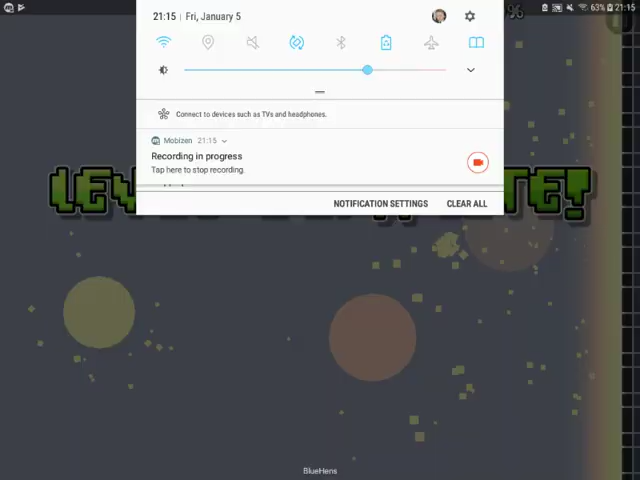 21:15 | Fri, January 5
63% 21:15
Connect to devices such as TVs and headphones.
Mobizen 21:15
Recording in progress
Tap here to stop recording.
NOTIFICATION SETTINGS CLEAR ALL
BlueHens